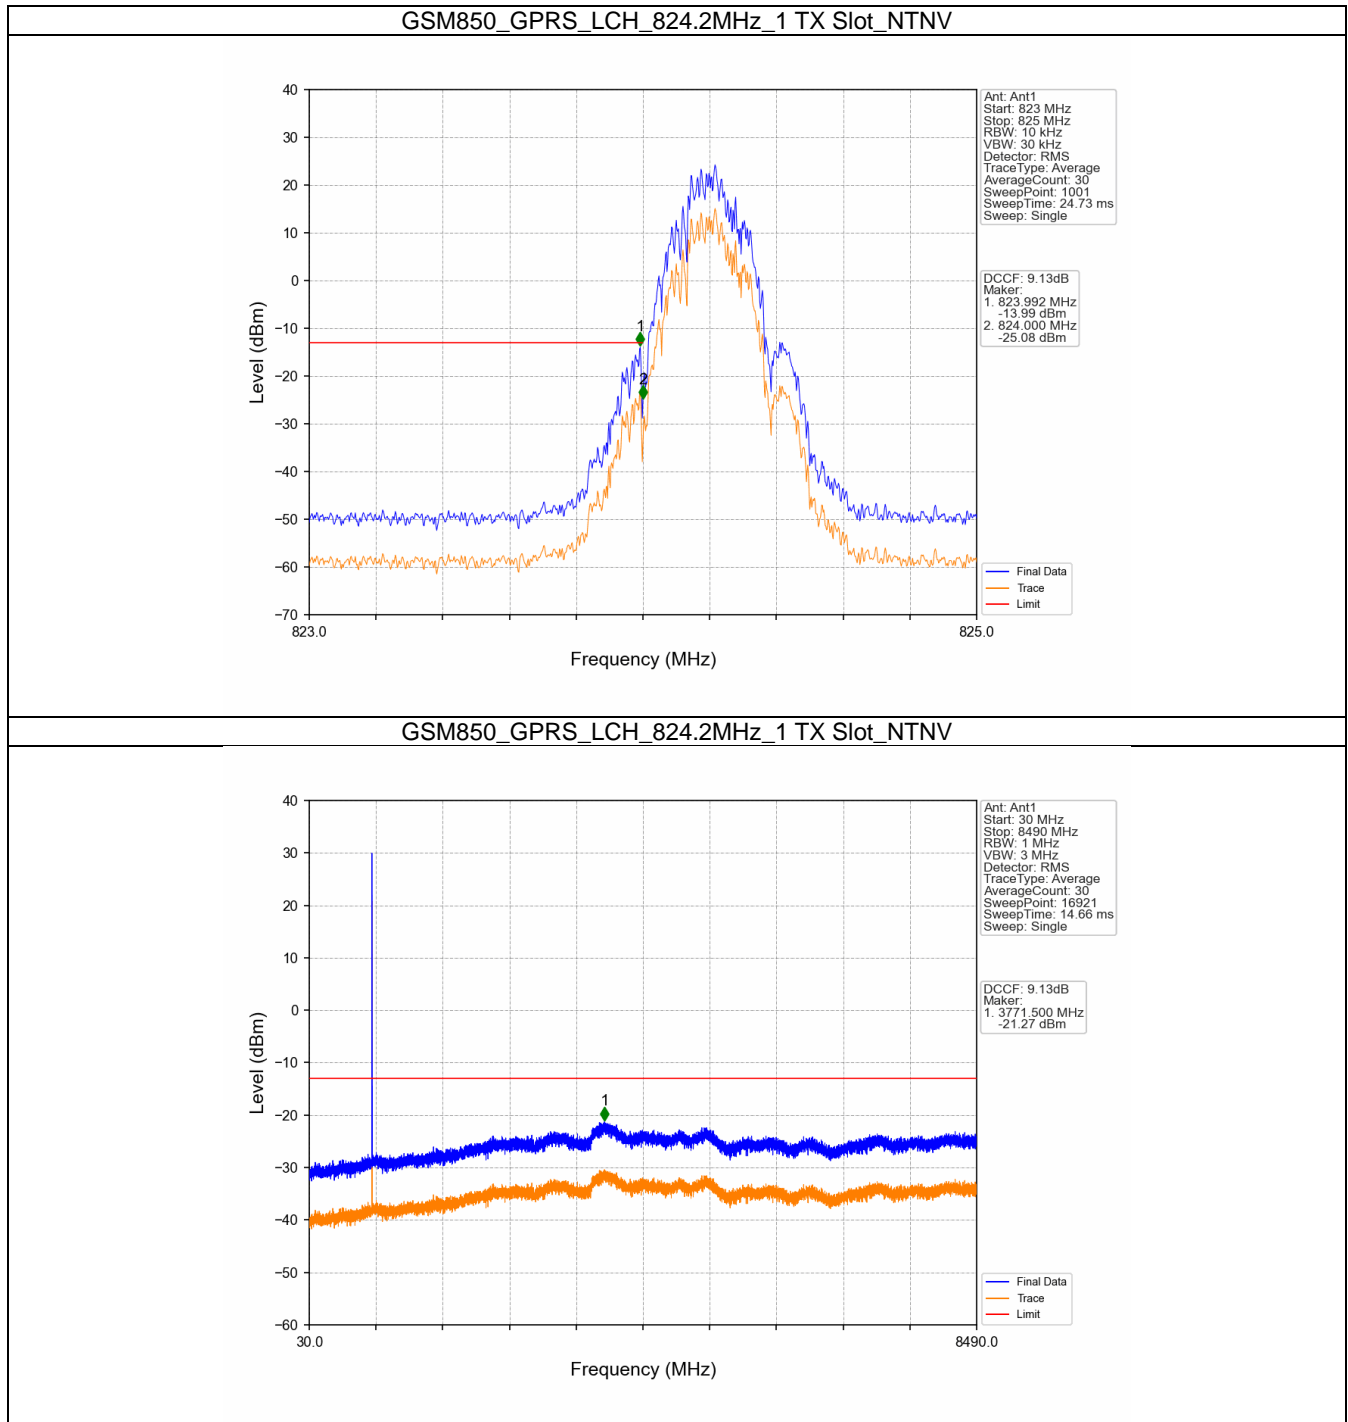 GSM850_GPRS_LCH_824.2MHz_1 TX Slot_NTNV
40
30
20
10
0
−10
−20
−30
−40
−50
−60
−70
Level (dBm)
823.0
825.0
Frequency (MHz)
1
2
Ant: Ant1
Start: 823 MHz
Stop: 825 MHz
RBW: 10 kHz
VBW: 30 kHz
Detector: RMS
TraceType: Average
AverageCount: 30
SweepPoint: 1001
SweepTime: 24.73 ms
Sweep: Single
DCCF: 9.13dB
Maker:
1. 823.992 MHz
-13.99 dBm
2. 824.000 MHz
-25.08 dBm
Final Data
Trace
Limit
GSM850_GPRS_LCH_824.2MHz_1 TX Slot_NTNV
40
30
20
10
0
−10
−20
−30
−40
−50
−60
Level (dBm)
30.0
8490.0
Frequency (MHz)
1
Ant: Ant1
Start: 30 MHz
Stop: 8490 MHz
RBW: 1 MHz
VBW: 3 MHz
Detector: RMS
TraceType: Average
AverageCount: 30
SweepPoint: 16921
SweepTime: 14.66 ms
Sweep: Single
DCCF: 9.13dB
Maker:
1. 3771.500 MHz
-21.27 dBm
Final Data
Trace
Limit